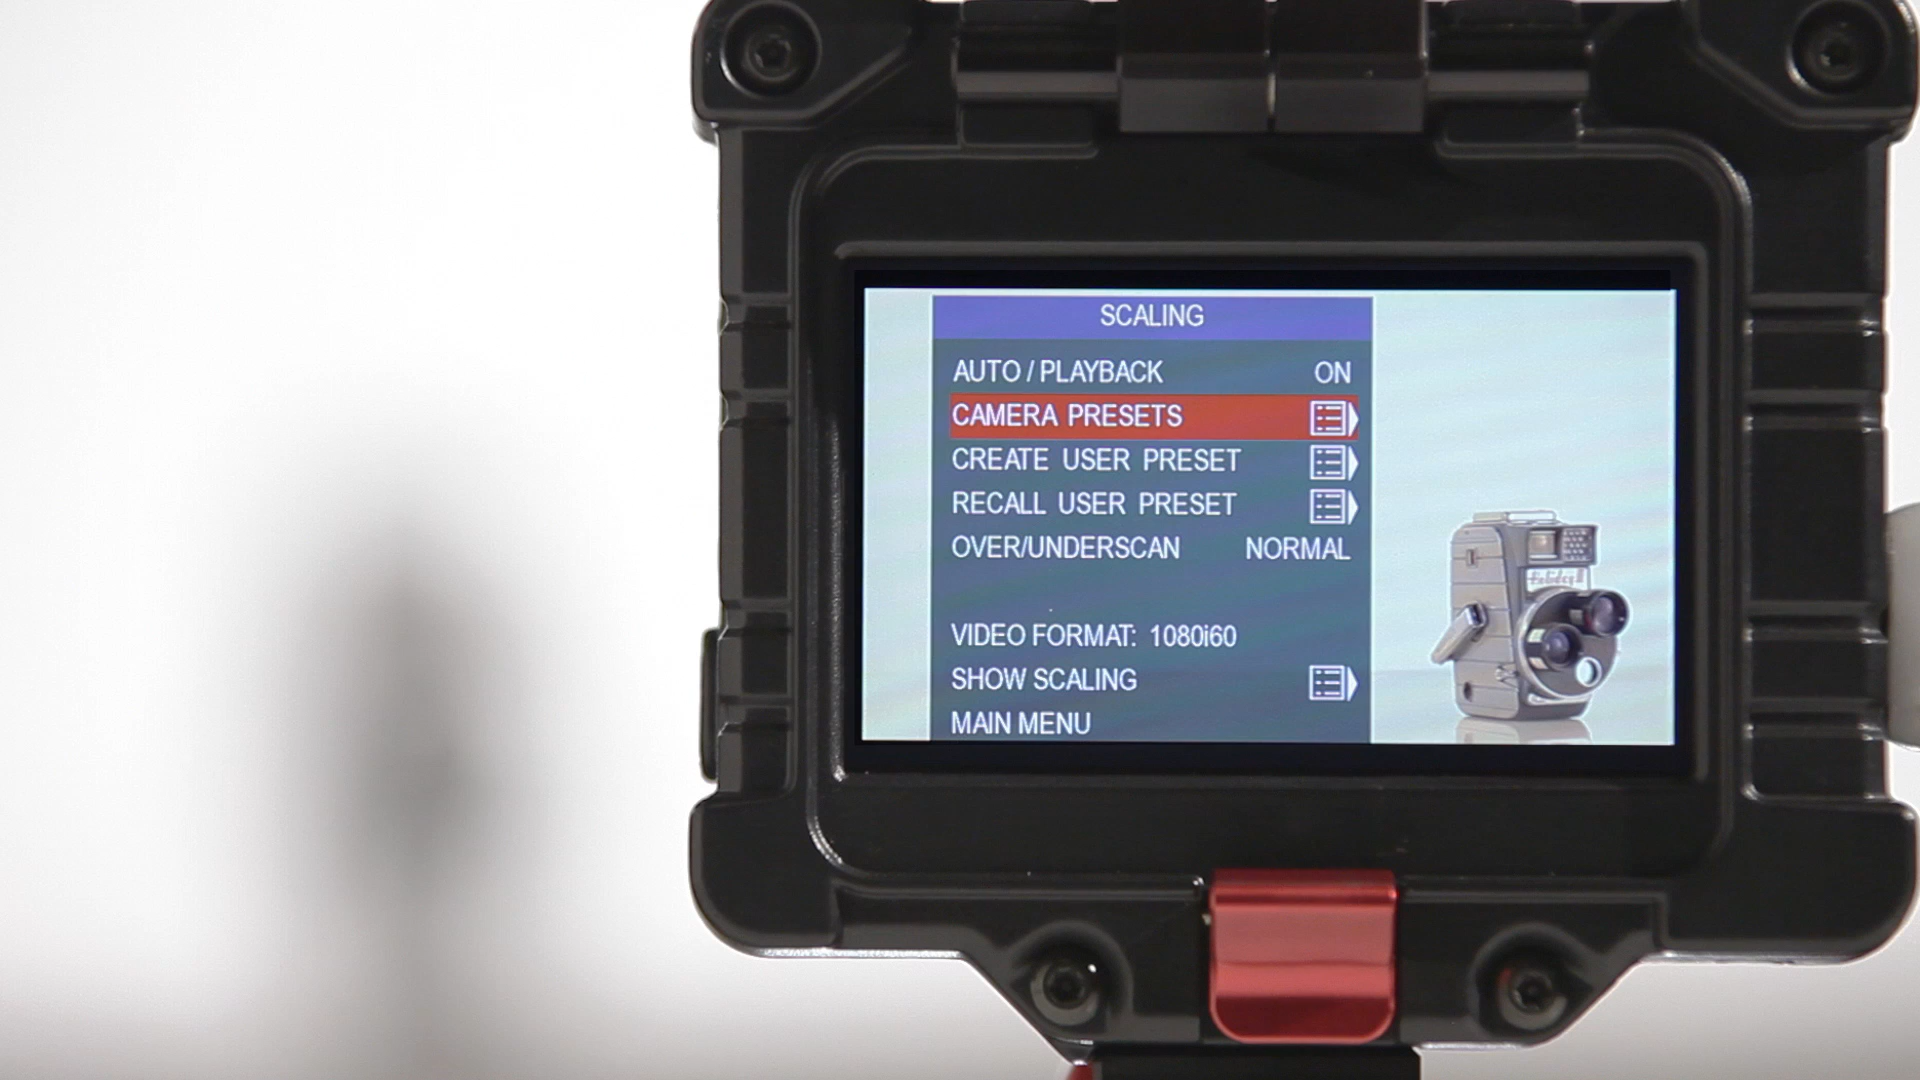 SCALING
AUTO / PLAYBACK ON
CAMERA PRESETS
CREATE USER PRESET
RECALL USER PRESET
OVER/UNDERSCAN NORMAL
VIDEO FORMAT: 1080i60
SHOW SCALING
MAIN MENU